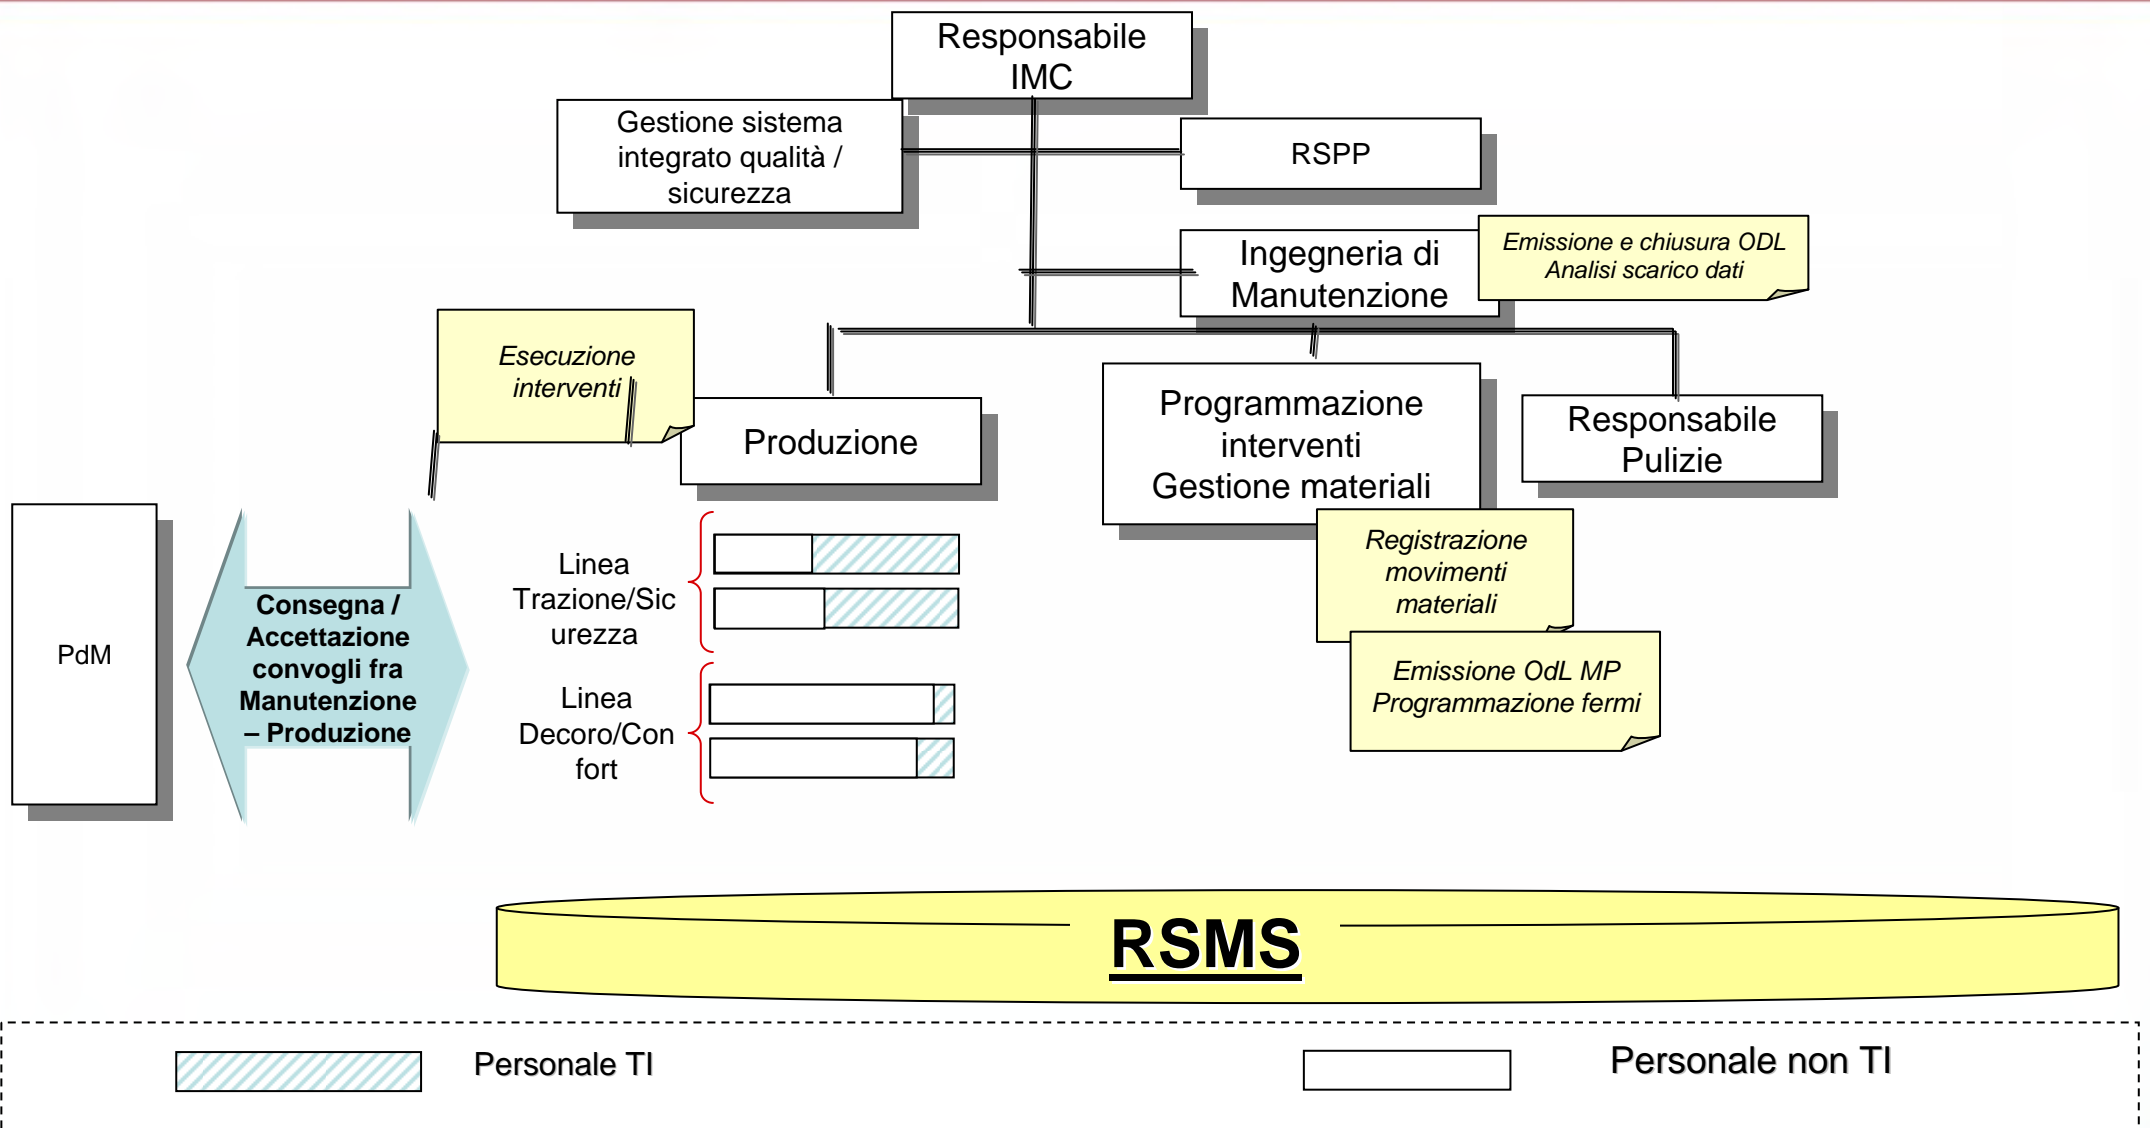 Responsabile
IMC
Gestione sistema
integrato qualità /
sicurezza
RSPP
Ingegneria di
Manutenzione
Emissione e chiusura ODL
Analisi scarico dati
Esecuzione
interventi
Produzione
Programmazione
interventi
Gestione materiali
Responsabile
Pulizie
Registrazione
movimenti
materiali
Emissione OdL MP
Programmazione fermi
PdM
Consegna /
Accettazione
convogli fra
Manutenzione
– Produzione
Linea
Trazione/Sic
urezza
Linea
Decoro/Con
fort
RSMS
Personale TI
Personale non TI